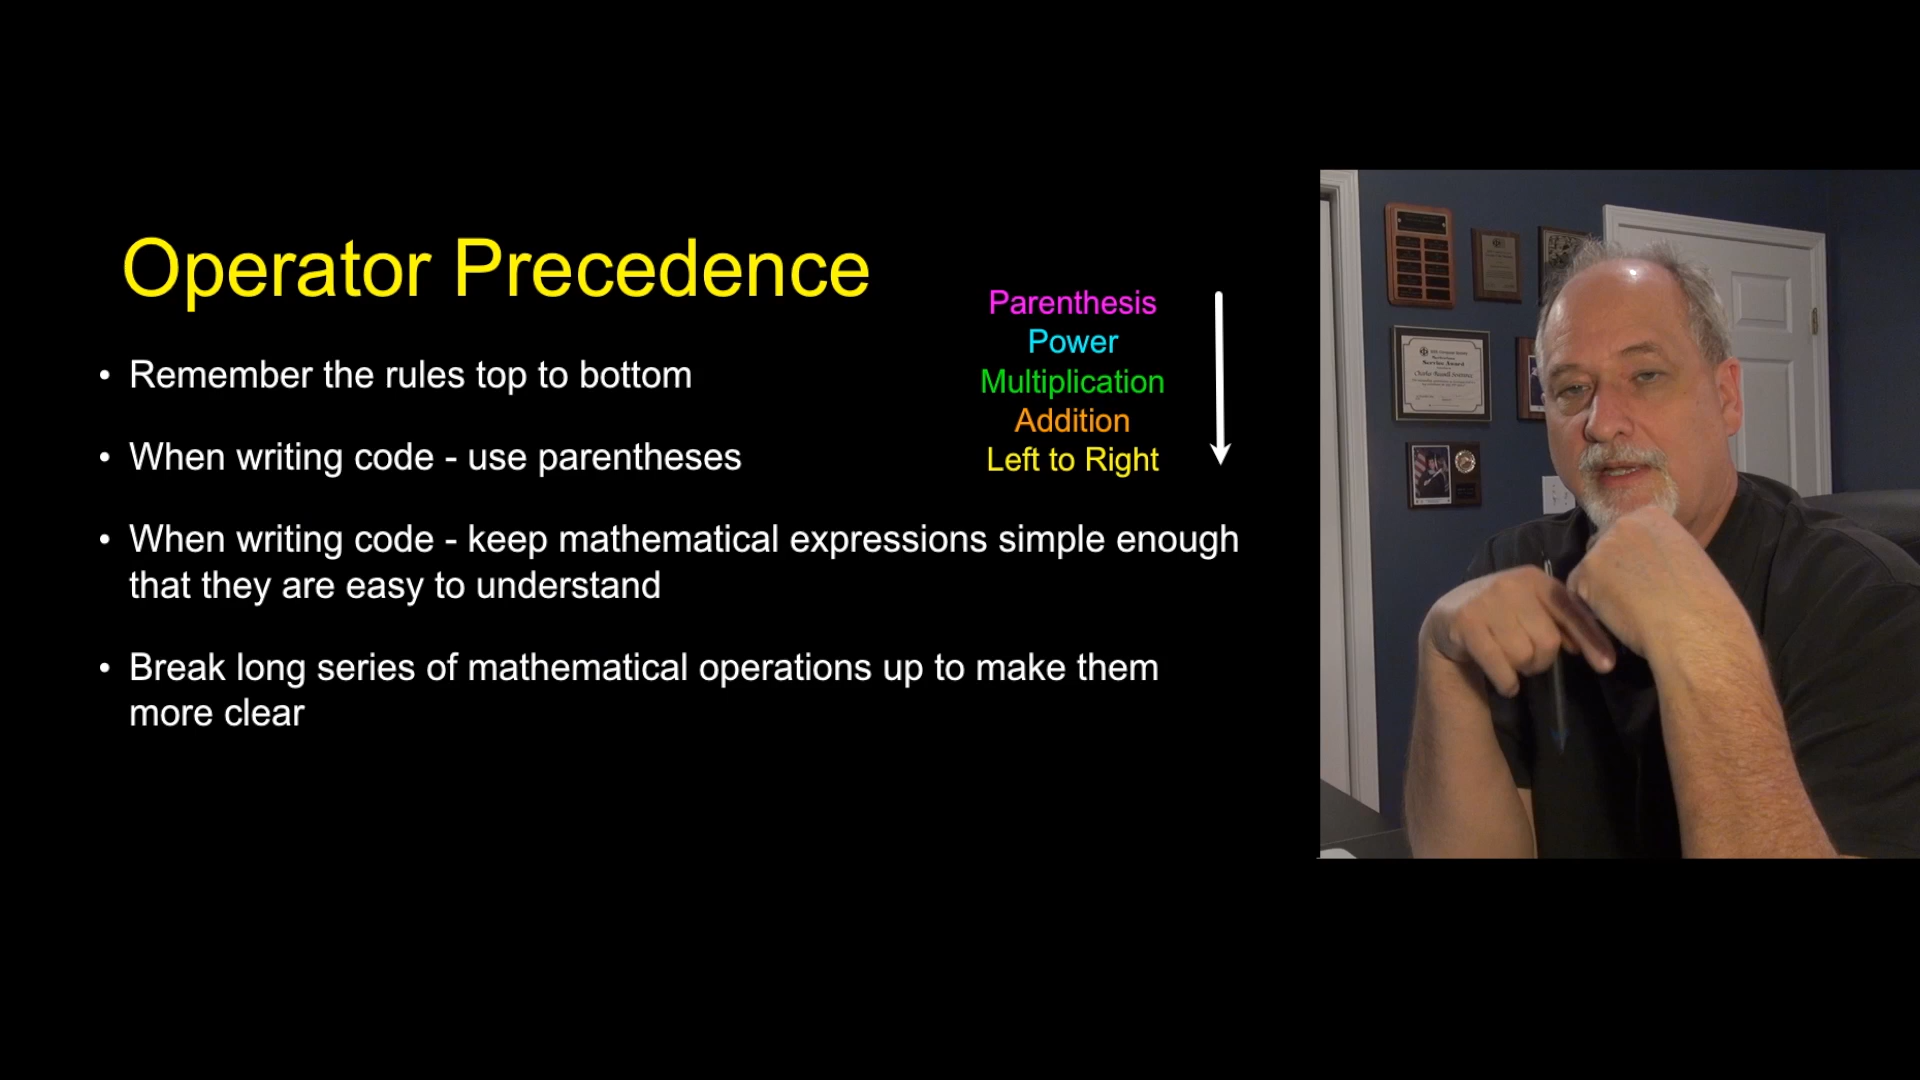 Operator Precedence
Parenthesis
Power
Multiplication
Addition
Left to Right
• Remember the rules top to bottom
• When writing code - use parentheses
• When writing code - keep mathematical expressions simple enough
that they are easy to understand
• Break long series of mathematical operations up to make them
more clear
Service Award